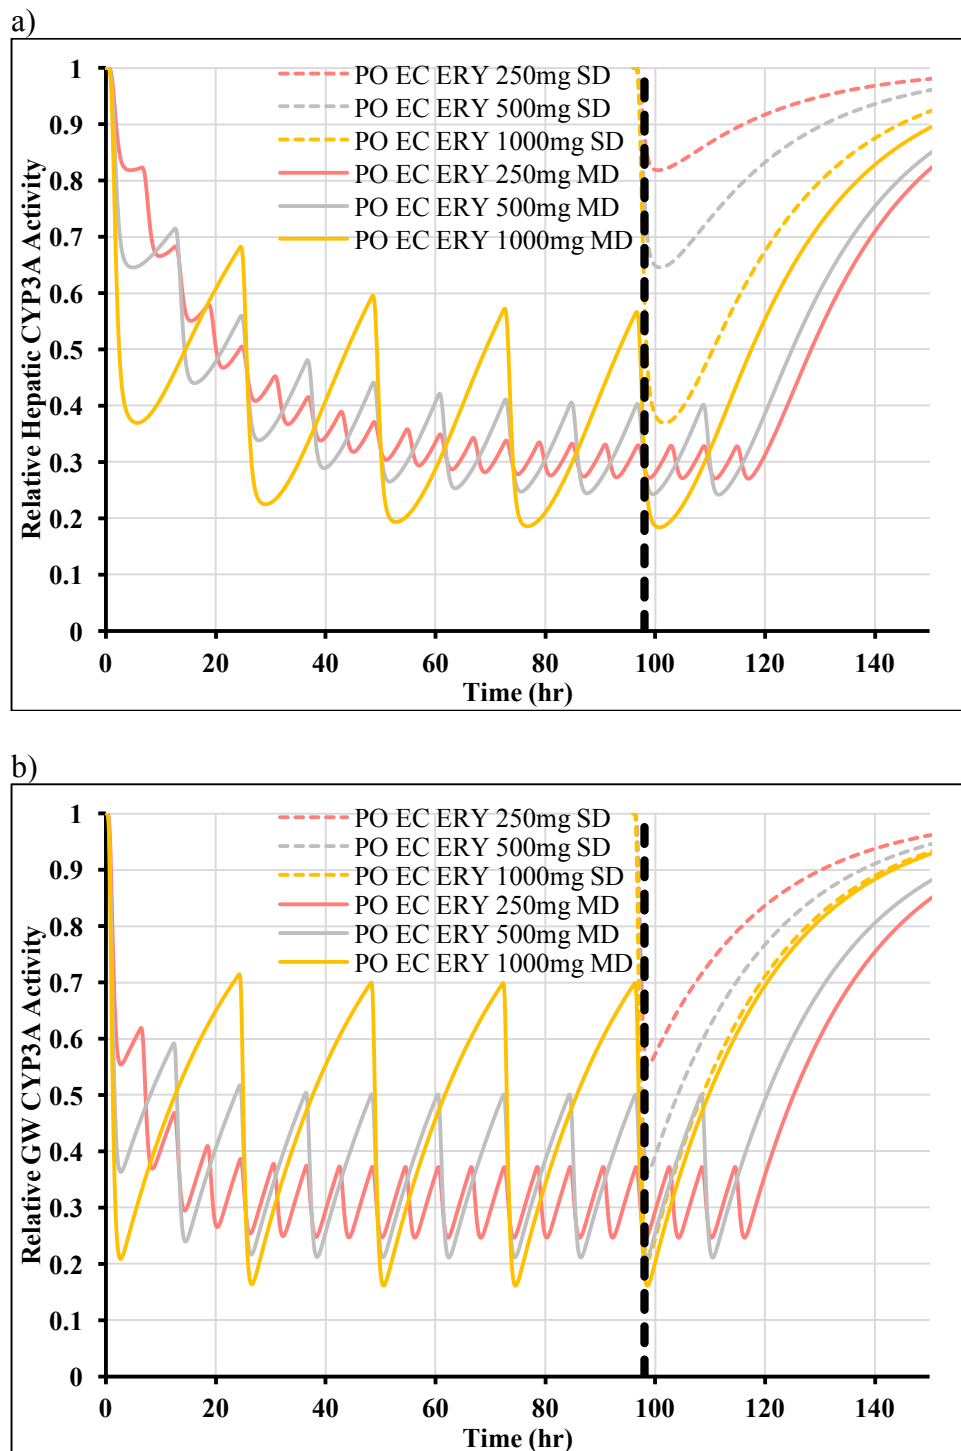 a)
1
0.9
0.8
0.7
0.6
0.5
0.4
0.3
0.2
0.1
0
Relative Hepatic CYP3A Activity
PO EC ERY 250mg SD
PO EC ERY 500mg SD
PO EC ERY 1000mg SD
PO EC ERY 250mg MD
PO EC ERY 500mg MD
PO EC ERY 1000mg MD
0 20 40 60 80 100 120 140
Time (hr)
b)
1
0.9
0.8
0.7
0.6
0.5
0.4
0.3
0.2
0.1
0
Relative GW CYP3A Activity
PO EC ERY 250mg SD
PO EC ERY 500mg SD
PO EC ERY 1000mg SD
PO EC ERY 250mg MD
PO EC ERY 500mg MD
PO EC ERY 1000mg MD
0 20 40 60 80 100 120 140
Time (hr)